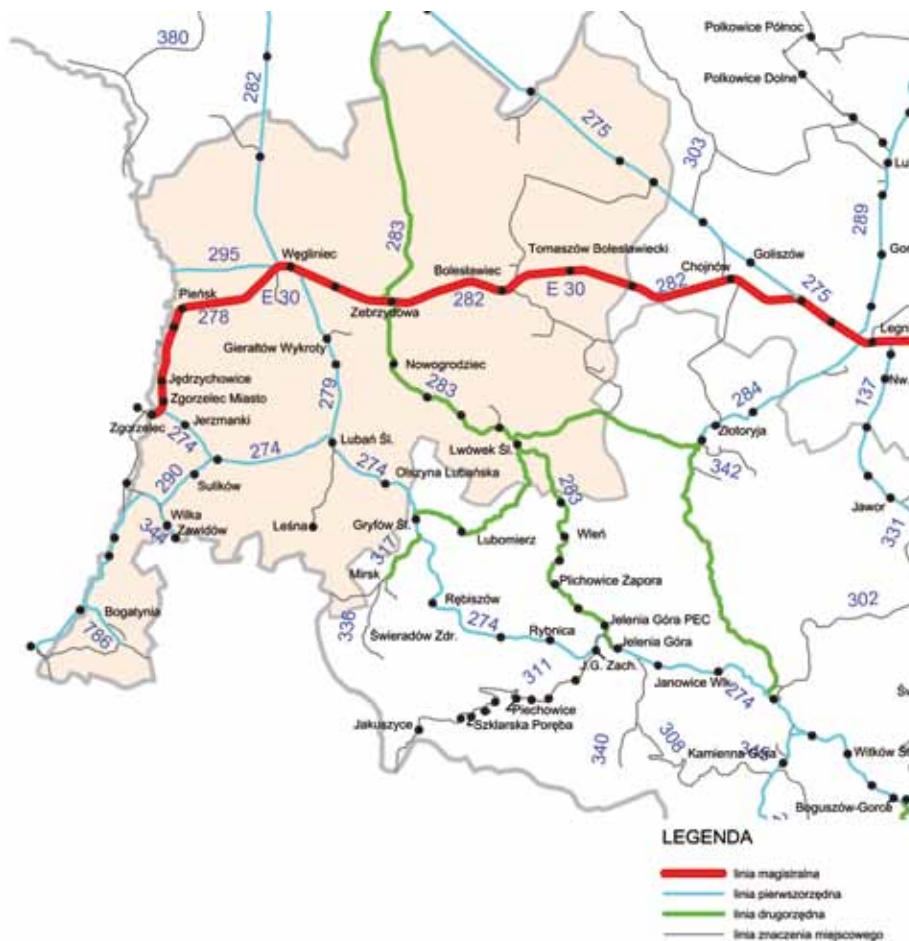 380
Polkowice Północ
Polkowice Dolne
282
275
303
289
283
295
Węgliniec
Tomaszów Bolesławiecki
Goliszów
Bolesławiec
Chojnów
282
275
Pieńsk
E 30
282
E 30
278
Zebrzydowa
Gierałtów Wykroty
Nowogrodziec
137
Jędrzychowice
279
283
284
Zgorzelec Miasto
Zgorzelec
Jerzmanki
274
274
Lubań Śl.
Lwówek Śl.
Złotoryja
342
274
Olszyna Lubańska
290
Sulików
283
Jawor
331
Wilka
344
Zawidów
Leśna
Gryfów Śl.
Lubomierz
Wleń
317
Mirsk
Plichowice Zapora
Rębiszów
302
Bogatynia
786
336
274
Świeradów Zdr.
Rybnica
Jelenia Góra PEC
Jelenia Góra
J.G. Zach.
311
Janowice Wlk.
274
Piechowice
Szklarska Poręba
Jakuszyce
340
308
Kamienna Góra
Boguszów-Gorce
LEGENDA
linia magistralna
linia pierwszorzędna
linia drugorzędna
linia znaczenia miejscowego